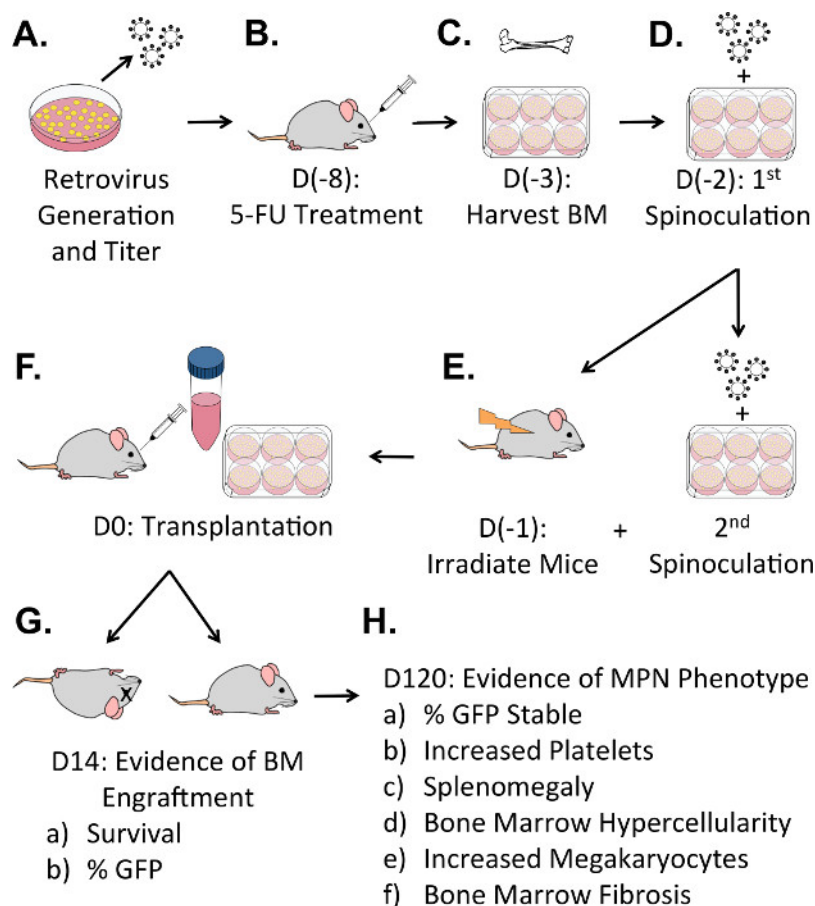 A.
Retrovirus
Generation
and Titer
B.
D(-8):
5-FU Treatment
C.
D(-3):
Harvest BM
D.
+
D(-2): 1st
Spinoculation
E.
D(-1):
Irradiate Mice
+
+
2nd
Spinoculation
F.
D0: Transplantation
G.
X
D14: Evidence of BM
Engraftment
a) Survival
b) % GFP
H.
D120: Evidence of MPN Phenotype
a) % GFP Stable
b) Increased Platelets
c) Splenomegaly
d) Bone Marrow Hypercellularity
e) Increased Megakaryocytes
f) Bone Marrow Fibrosis